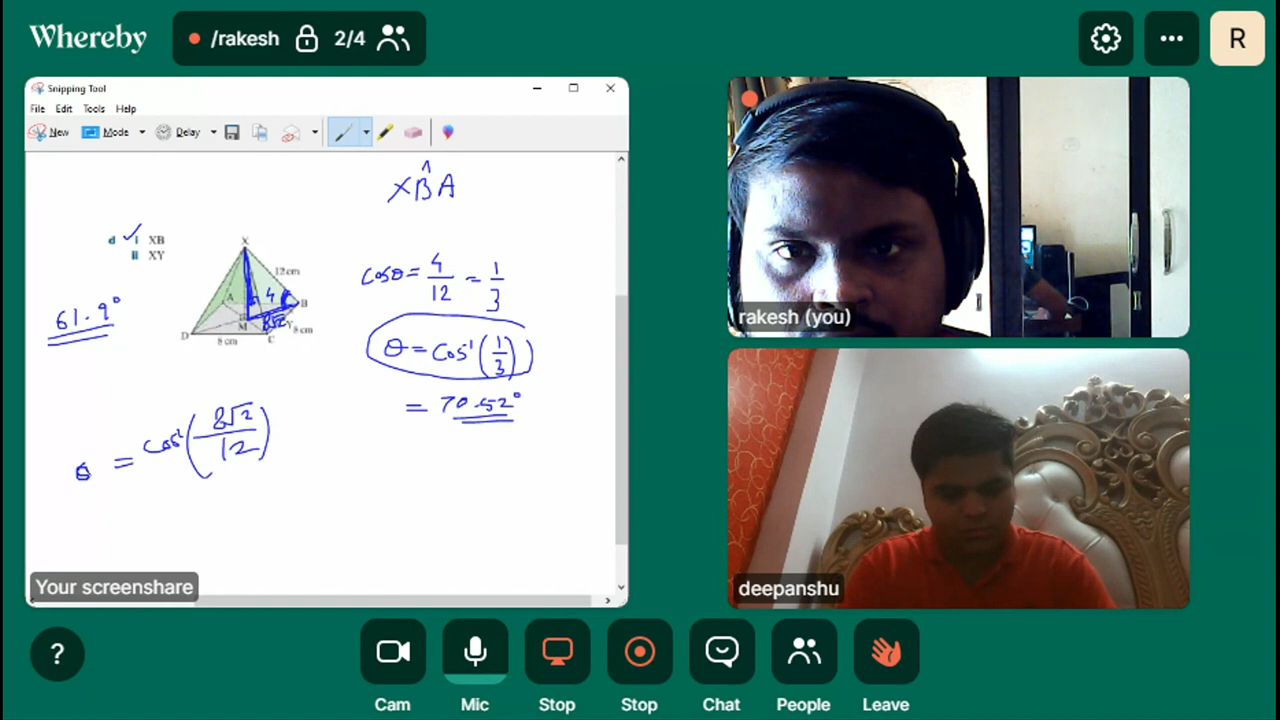 Whereby
/rakesh 2/4
R
Snipping Tool
File Edit Tools Help
New Mode Delay
XB̂A
d i XB
ii XY
X
12 cm
A
4
B
M
8√2
Y
8 cm
D
8 cm
C
61.9°
cosθ = 4/12 = 1/3
θ = cos⁻¹(1/3)
= 70.52°
θ = cos⁻¹(8√2/12)
Your screenshare
rakesh (you)
deepanshu
?
Cam Mic Stop Stop Chat People Leave